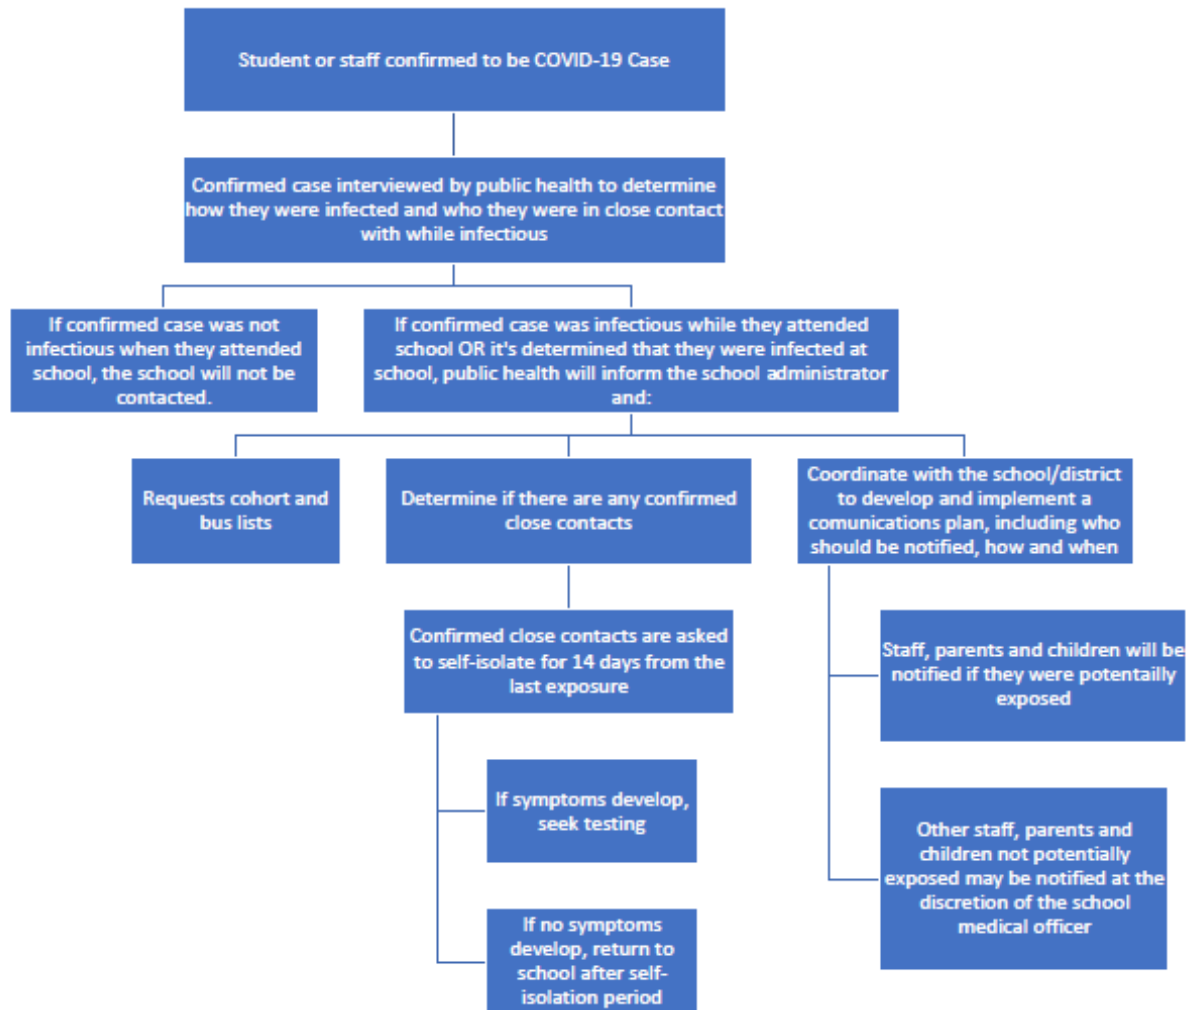 Student or staff confirmed to be COVID-19 Case
Confirmed case interviewed by public health to determine
how they were infected and who they were in close contact
with while infectious
If confirmed case was not
infectious when they attended
school, the school will not be
contacted.
If confirmed case was infectious while they attended
school OR it's determined that they were infected at
school, public health will inform the school administrator
and:
Requests cohort and
bus lists
Determine if there are any confirmed
close contacts
Coordinate with the school/district
to develop and implement a
comunications plan, including who
should be notified, how and when
Confirmed close contacts are asked
to self-isolate for 14 days from the
last exposure
If symptoms develop,
seek testing
If no symptoms
develop, return to
school after self-
isolation period
Staff, parents and children will be
notified if they were potentailly
exposed
Other staff, parents and
children not potentially
exposed may be notified at the
discretion of the school
medical officer